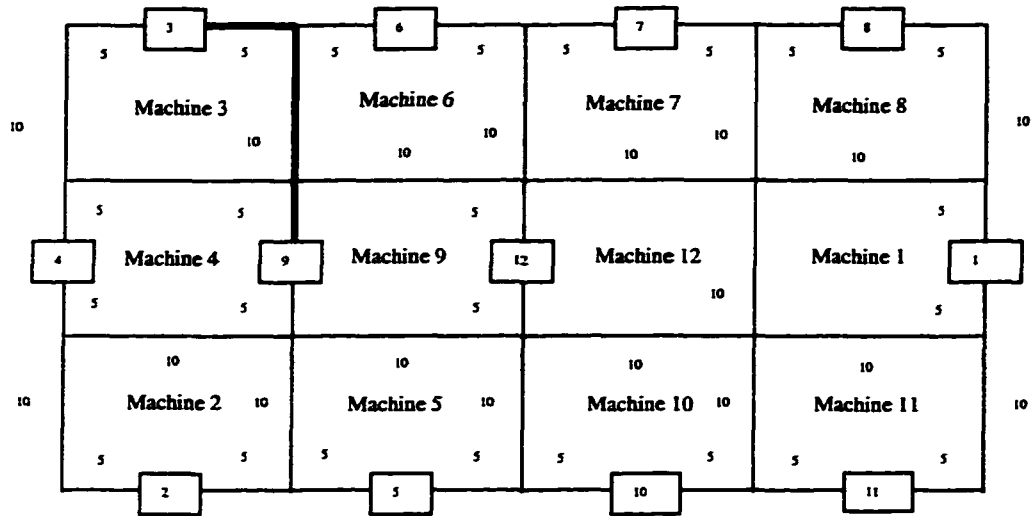 3 6 7 8
5 5 5 5 5 5 5 5
Machine 3 Machine 6 Machine 7 Machine 8
10 10 10 10 10
10 10 10
5 5 5 5
4 Machine 4 9 Machine 9 12 Machine 12 Machine 1 1
10
5 5 5 5
10 10 10 10
10 Machine 2 10 Machine 5 10 Machine 10 10 Machine 11 10
5 5 5 5 5 5 5 5
2 5 10 11